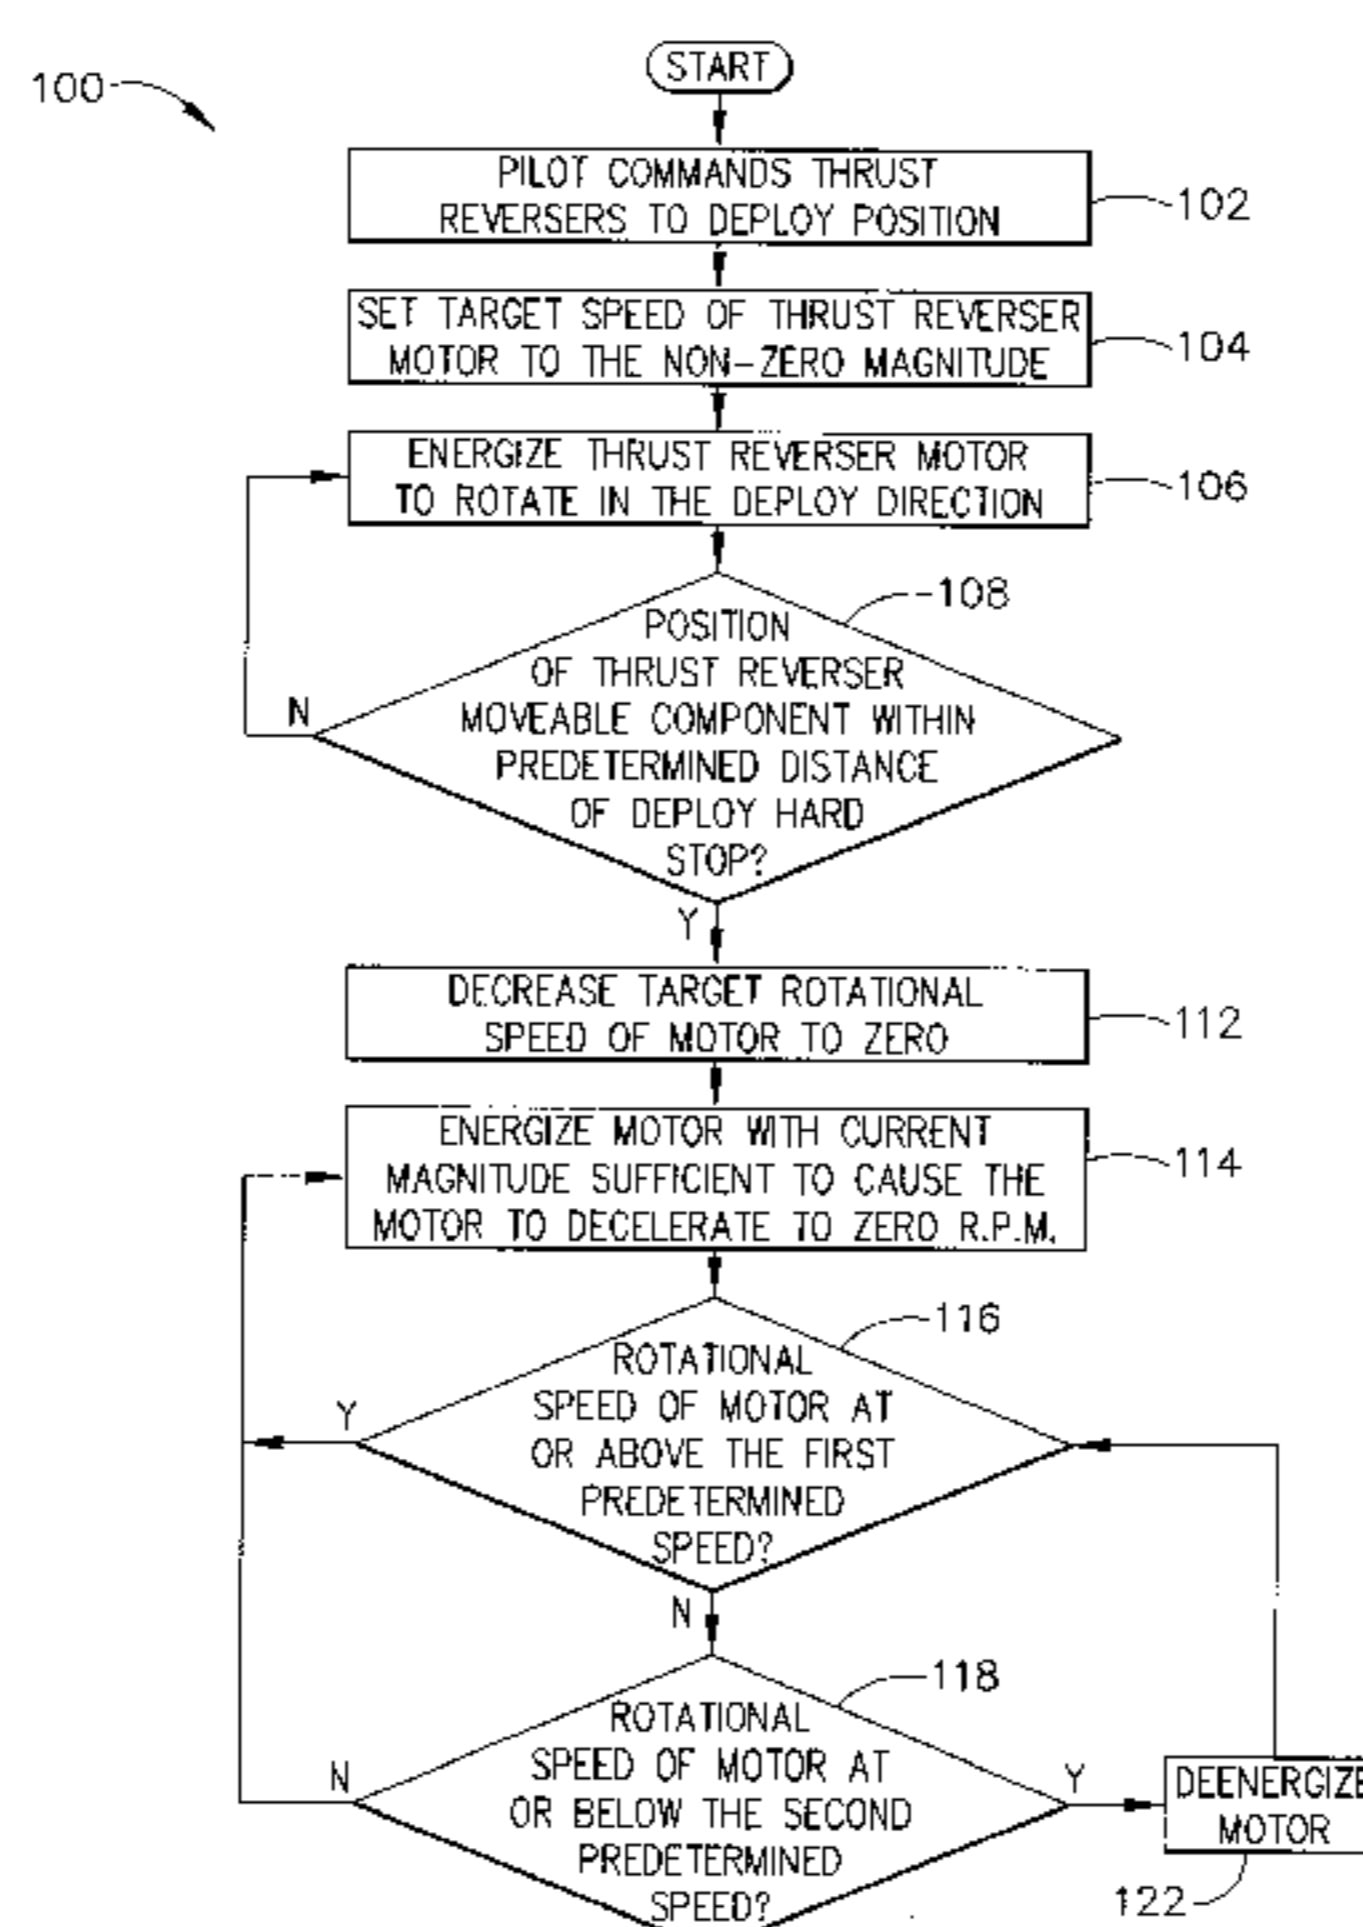 100
START
PILOT COMMANDS THRUST
REVERSERS TO DEPLOY POSITION
102
SET TARGET SPEED OF THRUST REVERSER
MOTOR TO THE NON-ZERO MAGNITUDE
104
ENERGIZE THRUST REVERSER MOTOR
TO ROTATE IN THE DEPLOY DIRECTION
106
108
POSITION
OF THRUST REVERSER
MOVEABLE COMPONENT WITHIN
PREDETERMINED DISTANCE
OF DEPLOY HARD
STOP?
N
Y
DECREASE TARGET ROTATIONAL
SPEED OF MOTOR TO ZERO
112
ENERGIZE MOTOR WITH CURRENT
MAGNITUDE SUFFICIENT TO CAUSE THE
MOTOR TO DECELERATE TO ZERO R.P.M.
114
116
ROTATIONAL
SPEED OF MOTOR AT
OR ABOVE THE FIRST
PREDETERMINED
SPEED?
Y
N
118
ROTATIONAL
SPEED OF MOTOR AT
OR BELOW THE SECOND
PREDETERMINED
SPEED?
N
Y
DEENERGIZE
MOTOR
122